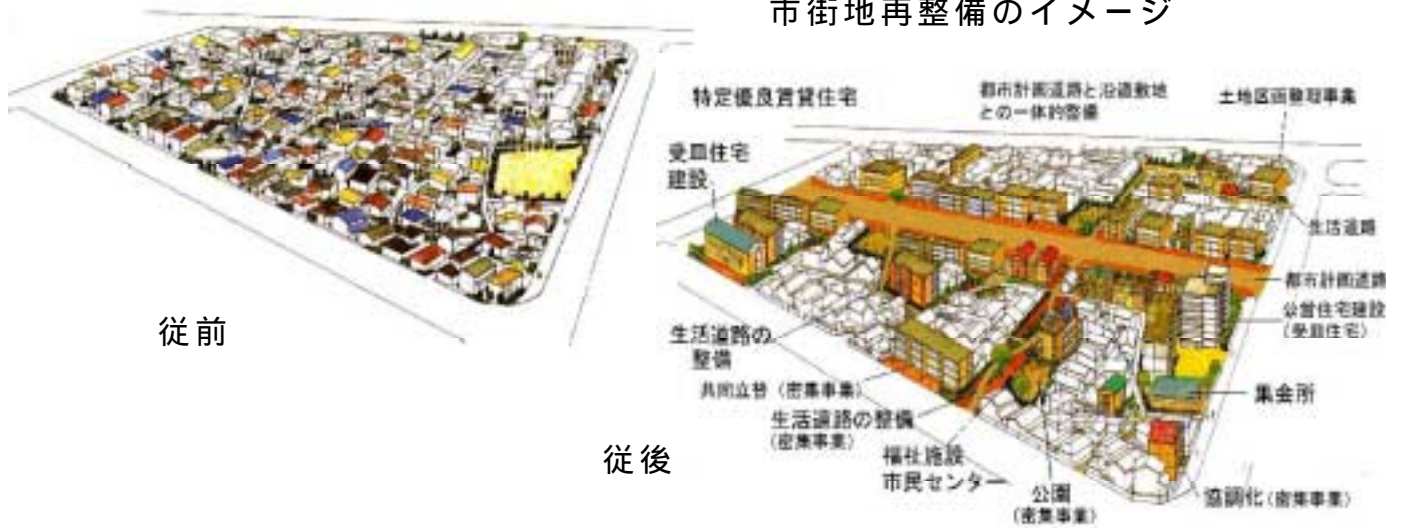 市街地再整備のイメージ
特定優良賃貸住宅
都市計画道路と沿道敷地
との一体的整備
土地区画整理事業
受皿住宅
建設
生活道路
都市計画道路
公営住宅建設
(受皿住宅)
従前
生活道路の
整備
共同立替(密集事業)
集会所
生活道路の整備
(密集事業)
従後
福祉施設
市民センター
公園
(密集事業)
協調化(密集事業)